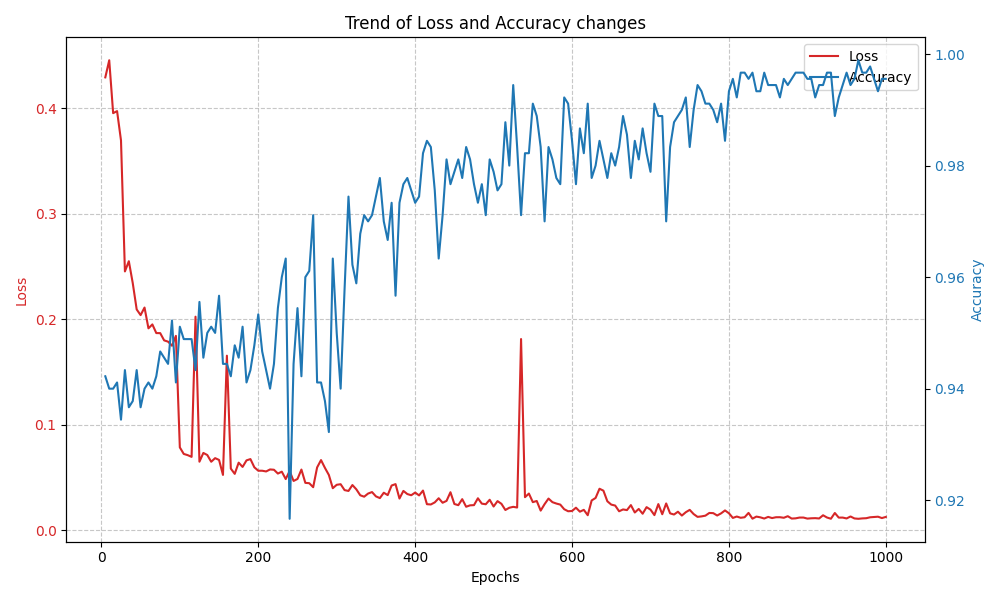 Trend of Loss and Accuracy changes
Loss
Accuracy
1.00
0.98
0.96
0.94
0.92
Accuracy
0.4
0.3
0.2
0.1
0.0
Loss
0 200 400 600 800 1000
Epochs